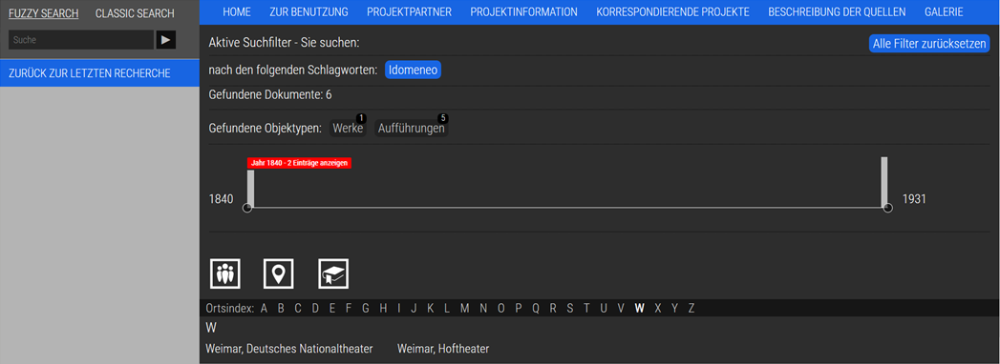 FUZZY SEARCH CLASSIC SEARCH
Suche
ZURÜCK ZUR LETZTEN RECHERCHE
HOME ZUR BENUTZUNG PROJEKTPARTNER PROJEKTINFORMATION KORRESPONDIERENDE PROJEKTE BESCHREIBUNG DER QUELLEN GALERIE
Aktive Suchfilter - Sie suchen: Alle Filter zurücksetzen
nach den folgenden Schlagworten: Idomeneo
Gefundene Dokumente: 6
Gefundene Objekttypen: Werke 1 Aufführungen 5
Jahr 1840 - 2 Einträge anzeigen
1840 1931
Ortsindex: A B C D E F G H I J K L M N O P Q R S T U V W X Y Z
W
Weimar, Deutsches Nationaltheater Weimar, Hoftheater